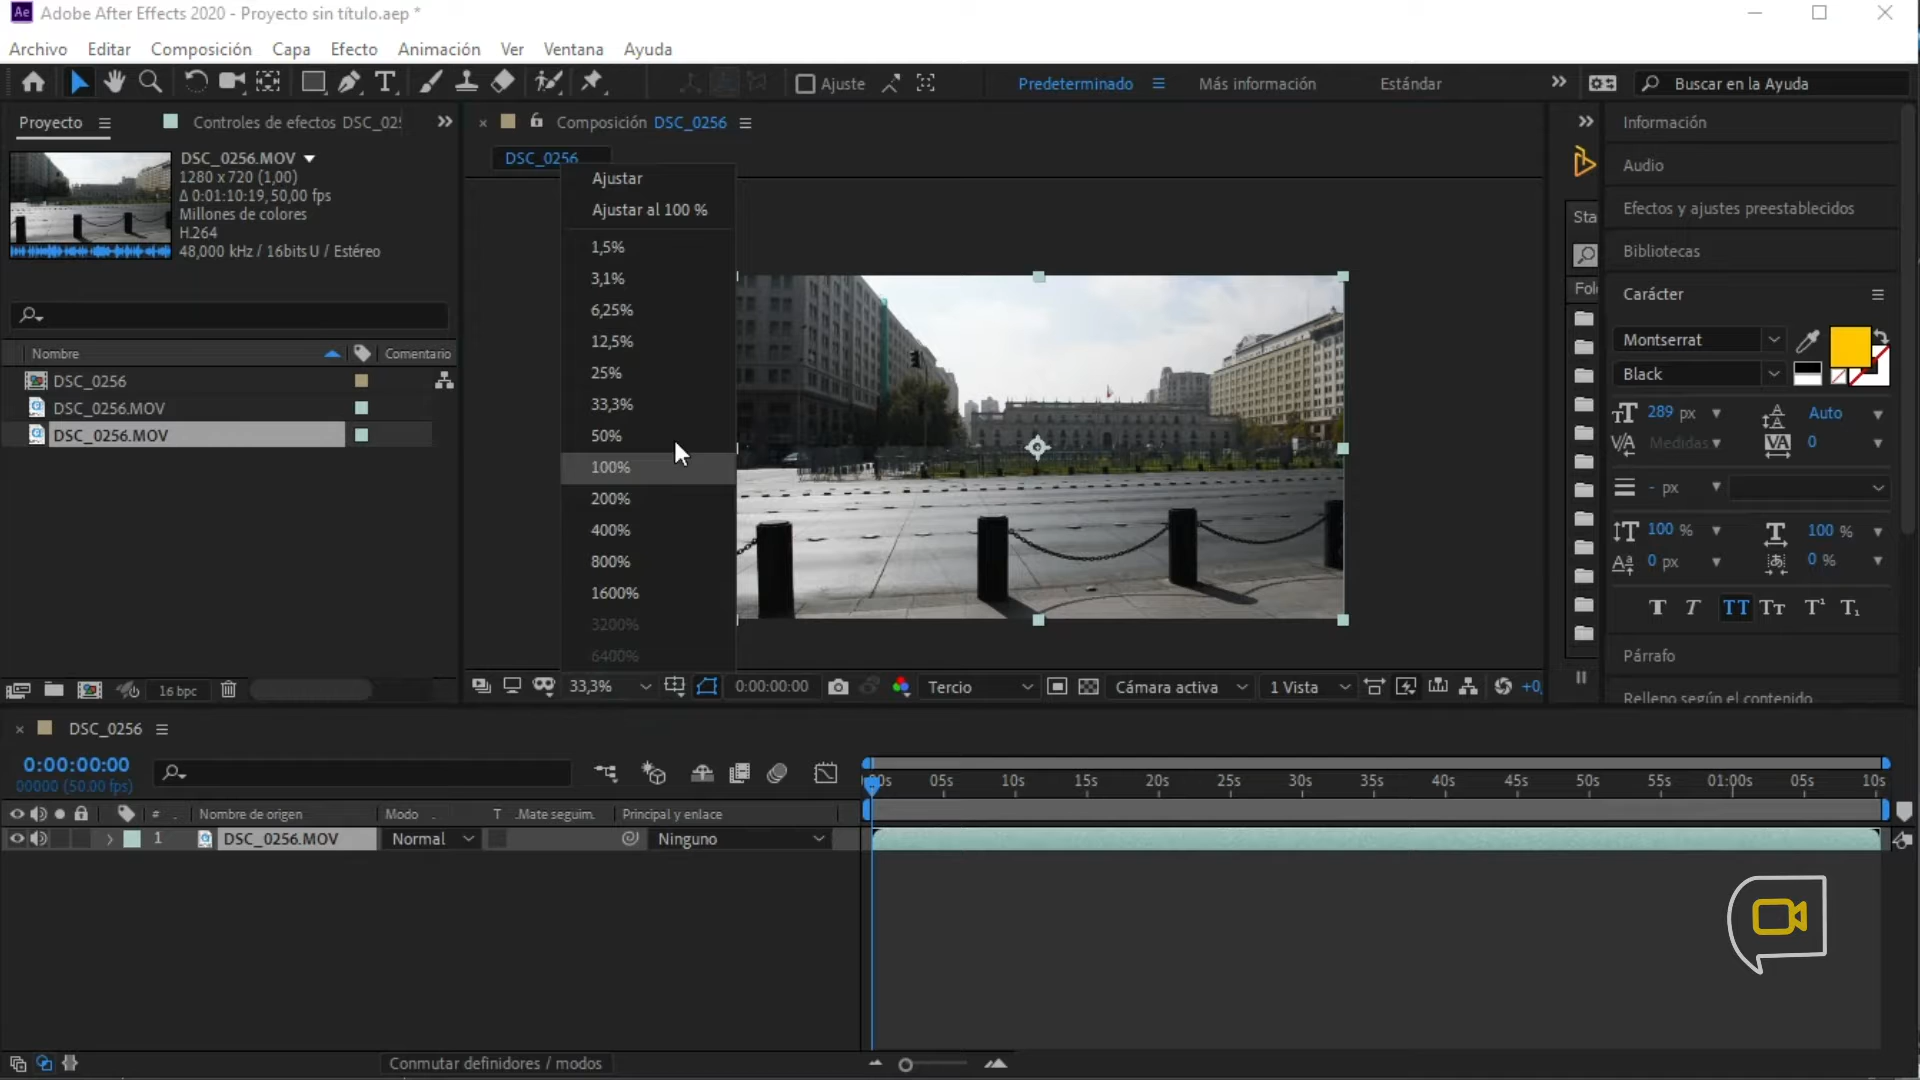 Ae Adobe After Effects 2020 - Proyecto sin título.aep *
Archivo Editar Composición Capa Efecto Animación Ver Ventana Ayuda
Ajuste Predeterminado Más información Estándar Buscar en la Ayuda
Proyecto Controles de efectos DSC_02
Composición DSC_0256
DSC_0256
DSC_0256.MOV
1280 x 720 (1,00)
Δ 0:01:10:19, 50,00 fps
Millones de colores
H.264
48,000 kHz / 16bits U / Estéreo
Nombre Comentario
DSC_0256
DSC_0256.MOV
DSC_0256.MOV
16 bpc
Ajustar
Ajustar al 100 %
1,5%
3,1%
6,25%
12,5%
25%
33,3%
50%
100%
200%
400%
800%
1600%
3200%
6400%
33,3% 0:00:00:00 Tercio Cámara activa 1 Vista +0,
Sta
Fol
Información
Audio
Efectos y ajustes preestablecidos
Bibliotecas
Carácter
Montserrat
Black
289 px Auto
Medidas 0
- px
100 % 100 %
0 px 0 %
T T TT Tт T¹ T₁
Párrafo
Relleno según el contenido
DSC_0256
0:00:00:00
00000 (50.00 fps)
00s 05s 10s 15s 20s 25s 30s 35s 40s 45s 50s 55s 01:00s 05s 10s
# Nombre de origen Modo T .Mate seguim. Principal y enlace
1 DSC_0256.MOV Normal Ninguno
Conmutar definidores / modos